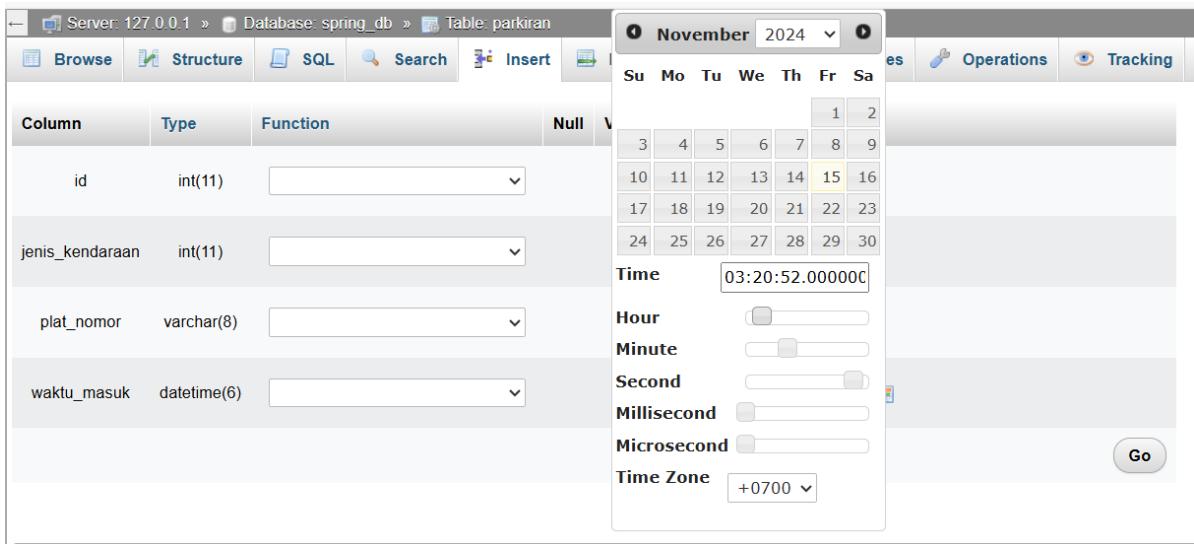 Server: 127.0.0.1 » Database: spring_db » Table: parkiran
Browse Structure SQL Search Insert Operations Tracking
Column Type Function Null
id int(11)
jenis_kendaraan int(11)
plat_nomor varchar(8)
waktu_masuk datetime(6)
Go
November 2024
Su Mo Tu We Th Fr Sa
1 2
3 4 5 6 7 8 9
10 11 12 13 14 15 16
17 18 19 20 21 22 23
24 25 26 27 28 29 30
Time 03:20:52.000000
Hour
Minute
Second
Millisecond
Microsecond
Time Zone +0700